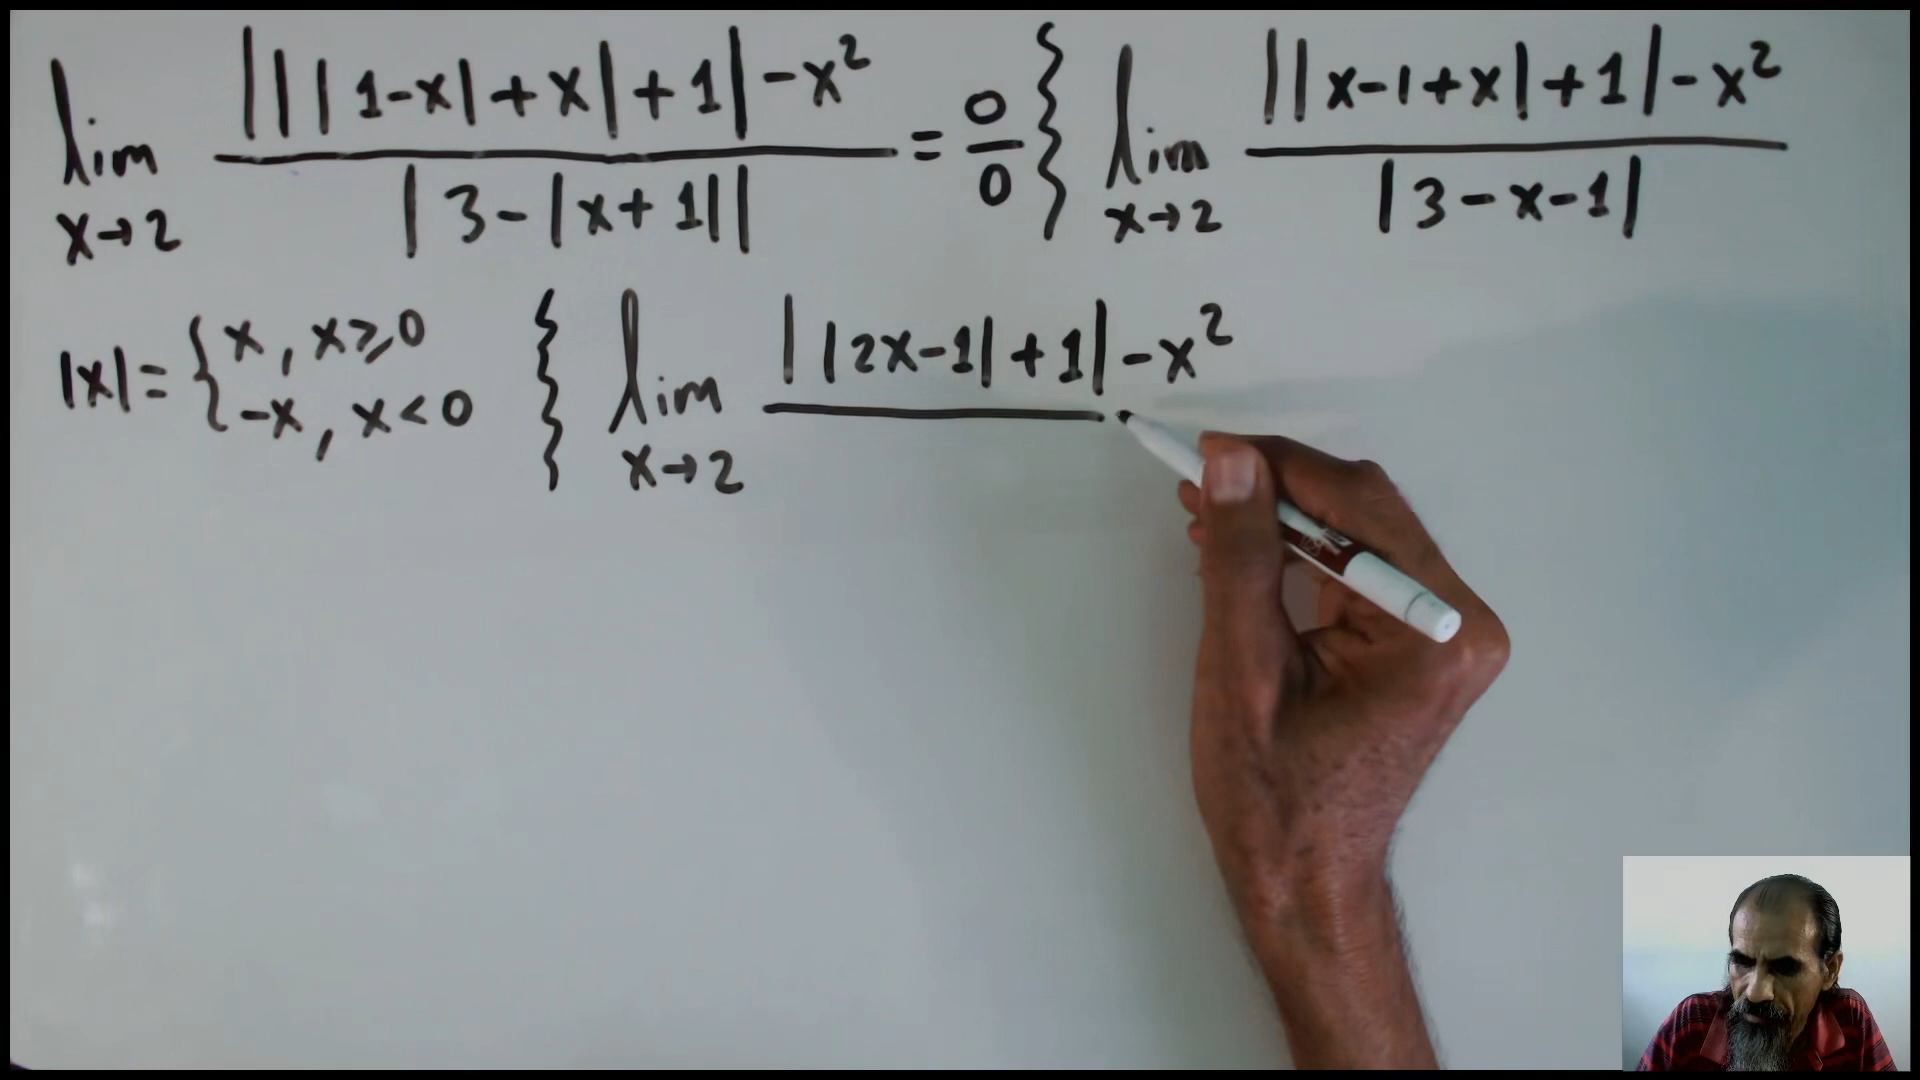 lim x→2 ||||1-x|+x|+1|-x² / |3-|x+1|| = 0/0 { lim x→2 |||x-1+x|+1|-x² / |3-x-1|
|x|= { x, x≥0 -x, x<0 { lim x→2 ||2x-1|+1|-x²